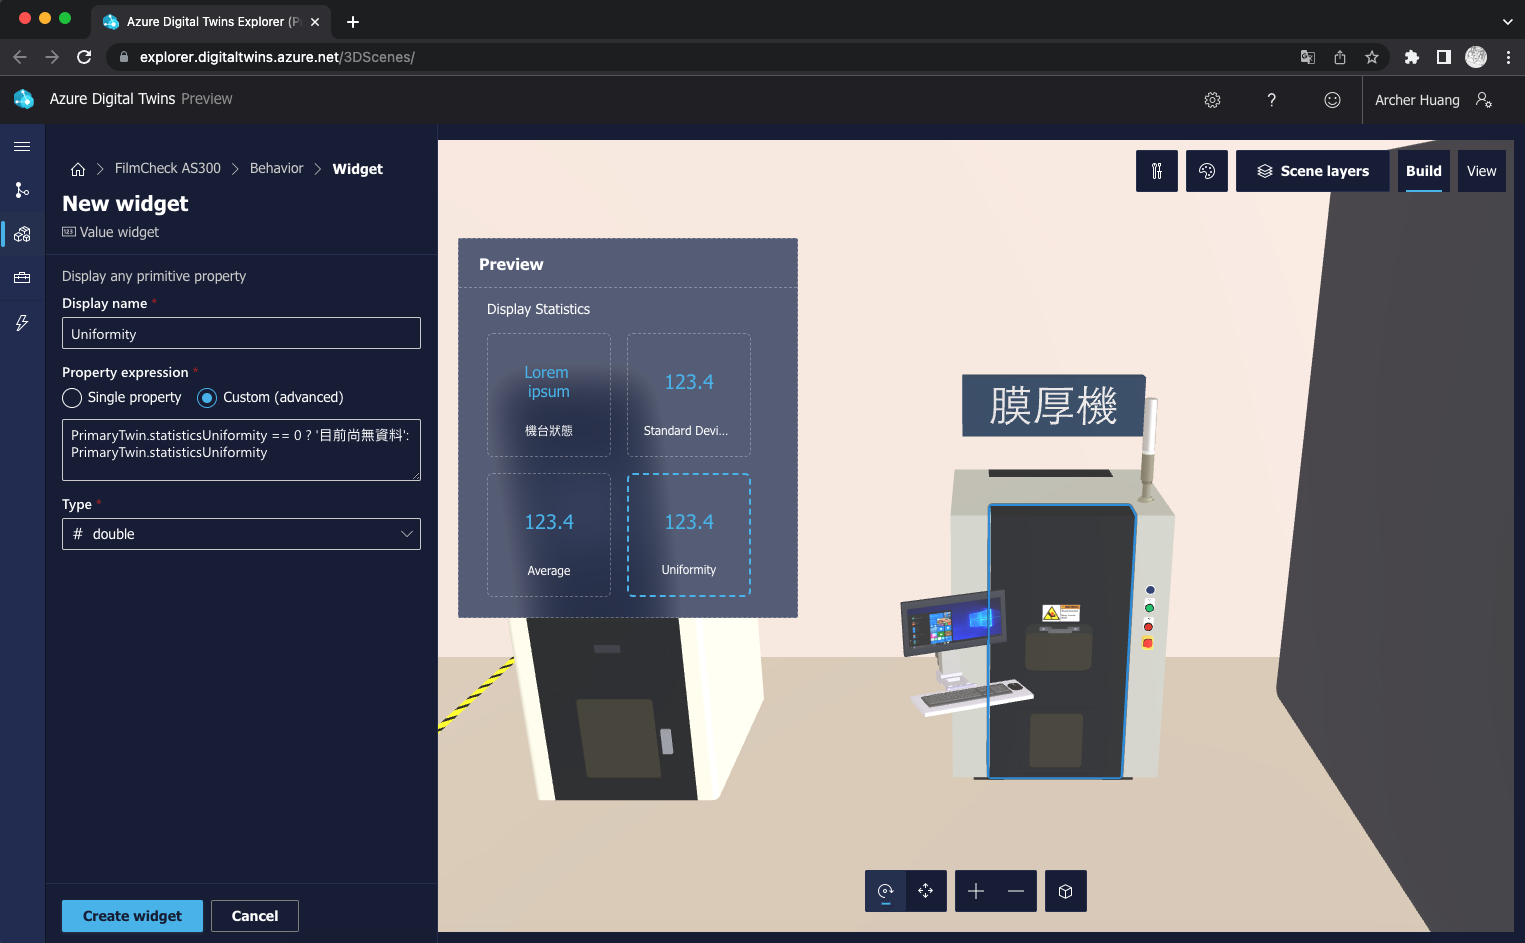 Azure Digital Twins Explorer (P
explorer.digitaltwins.azure.net/3DScenes/
Azure Digital Twins Preview
?
Archer Huang
FilmCheck AS300 > Behavior > Widget
New widget
Value widget
Display any primitive property
Display name *
Uniformity
Property expression *
Single property
Custom (advanced)
PrimaryTwin.statisticsUniformity == 0 ? '目前尚無資料':
PrimaryTwin.statisticsUniformity
Type *
# double
Create widget
Cancel
Scene layers
Build
View
Preview
Display Statistics
Lorem
ipsum
機台狀態
123.4
Standard Devi...
123.4
Average
123.4
Uniformity
膜厚機